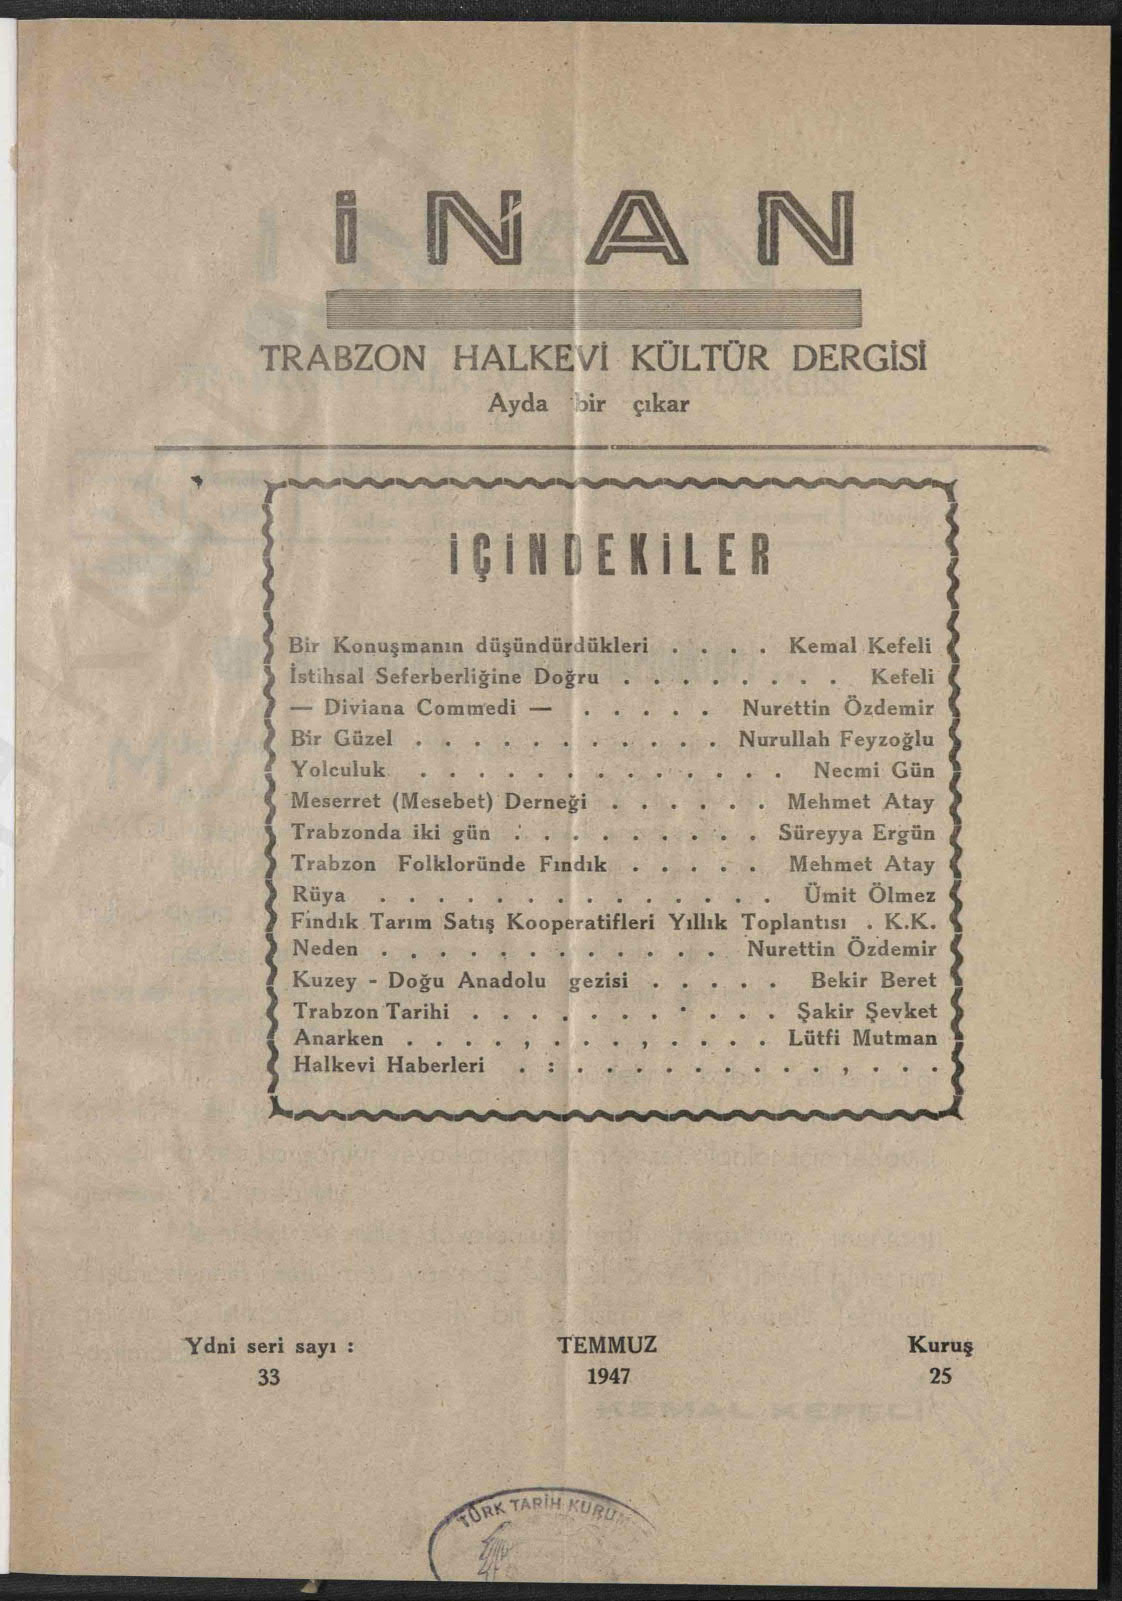 İNAN
TRABZON HALKEVİ KÜLTÜR DERGİSİ
Ayda bir çıkar
İÇİNDEKİLER
Bir Konuşmanın düşündürdükleri . . . . Kemal Kefeli
İstihsal Seferberliğine Doğru . . . . . . . . Kefeli
— Diviana Commedi — . . . . . Nurettin Özdemir
Bir Güzel . . . . . . . . . . . Nurullah Feyzoğlu
Yolculuk . . . . . . . . . . . . . Necmi Gün
Meserret (Mesebet) Derneği . . . . . . Mehmet Atay
Trabzonda iki gün . . . . . . . . . Süreyya Ergün
Trabzon Folkloründe Fındık . . . . . Mehmet Atay
Rüya . . . . . . . . . . . . . . Ümit Ölmez
Findık Tarım Satış Kooperatifleri Yıllık Toplantısı . K.K.
Neden . . . . . . . . . . . . Nurettin Özdemir
Kuzey - Doğu Anadolu gezisi . . . . . Bekir Beret
Trabzon Tarihi . . . . . . . . . . . Şakir Şevket
Anarken . . . . , . . . , . . . . Lütfi Mutman
Halkevi Haberleri . : . . . . . . . . . , . . .
Ydni seri sayı :
33
TEMMUZ
1947
Kuruş
25
TÜRK TARİH